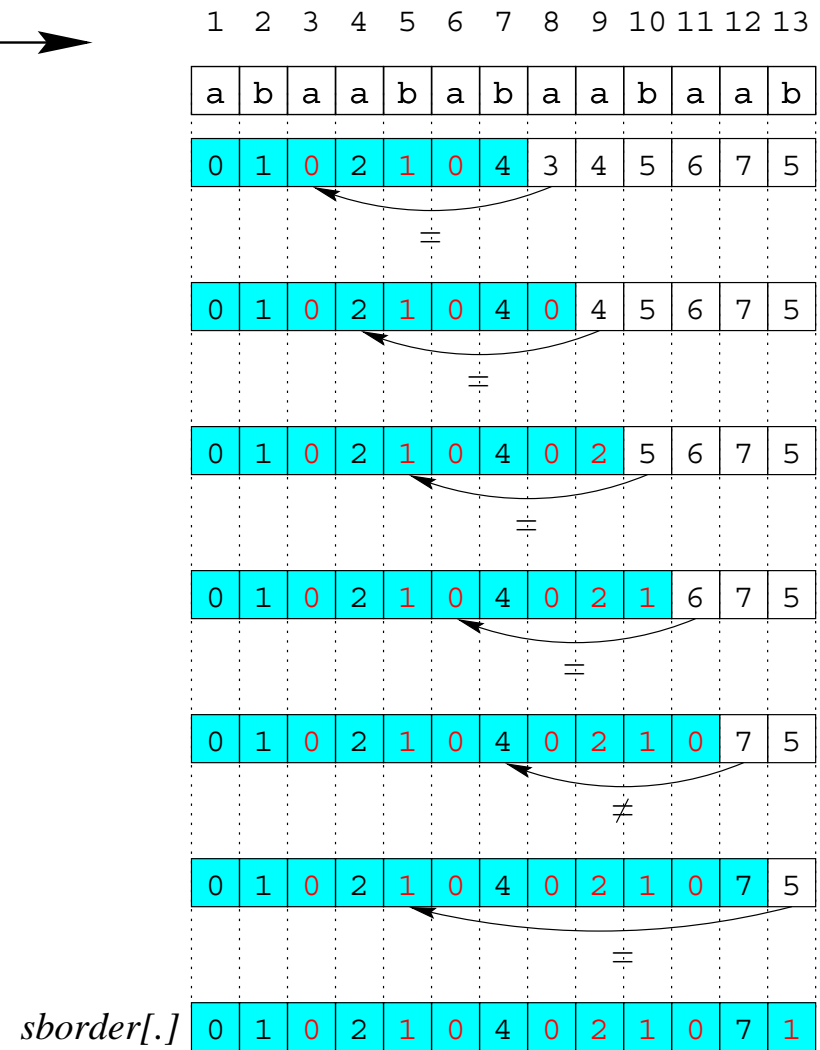 1 2 3 4 5 6 7 8 9 10 11 12 13
a b a a b a b a a b a a b
0 1 0 2 1 0 4 3 4 5 6 7 5
=
0 1 0 2 1 0 4 0 4 5 6 7 5
=
0 1 0 2 1 0 4 0 2 5 6 7 5
=
0 1 0 2 1 0 4 0 2 1 6 7 5
=
0 1 0 2 1 0 4 0 2 1 0 7 5
≠
0 1 0 2 1 0 4 0 2 1 0 7 5
=
sborder[.] 0 1 0 2 1 0 4 0 2 1 0 7 1